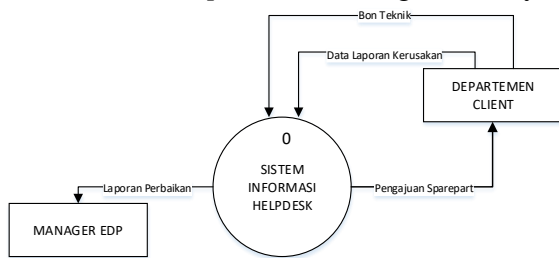 Bon Teknik
Data Laporan Kerusakan
DEPARTEMEN
CLIENT
0
SISTEM
INFORMASI
HELPDESK
Laporan Perbaikan
Pengajuan Sparepart
MANAGER EDP